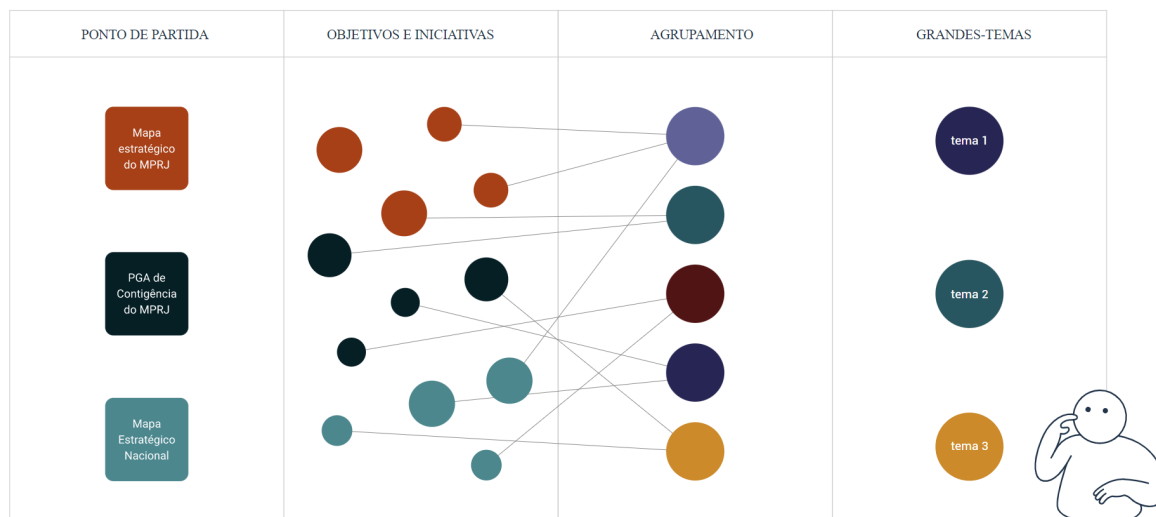 PONTO DE PARTIDA
OBJETIVOS E INICIATIVAS
AGRUPAMENTO
GRANDES-TEMAS
Mapa
estratégico
do MPRJ
tema 1
PGA de
Contigência
do MPRJ
tema 2
Mapa
Estratégico
Nacional
tema 3